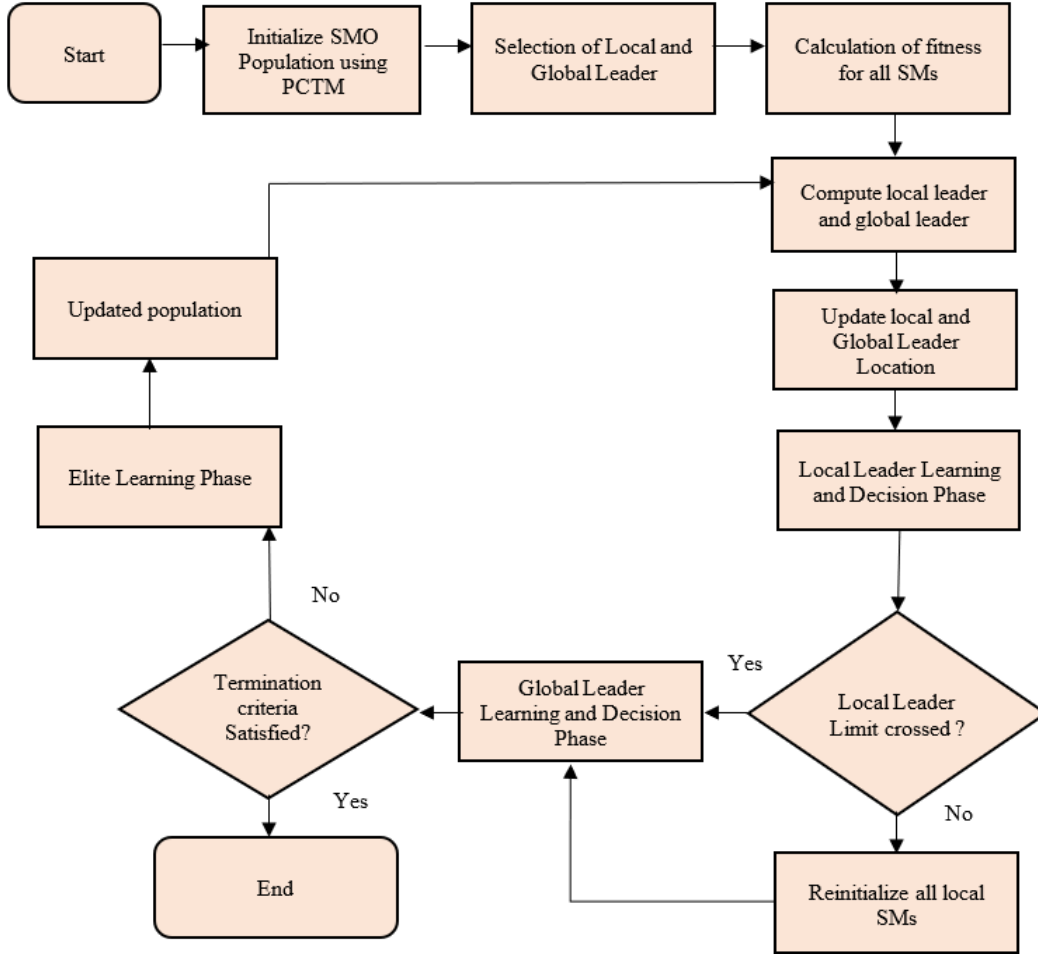 Start
Initialize SMO
Population using
PCTM
Selection of Local and
Global Leader
Calculation of fitness
for all SMs
Compute local leader
and global leader
Updated population
Update local and
Global Leader
Location
Elite Learning Phase
Local Leader Learning
and Decision Phase
No
Yes
Termination
criteria
Satisfied?
Global Leader
Learning and Decision
Phase
Local Leader
Limit crossed ?
Yes
No
End
Reinitialize all local
SMs